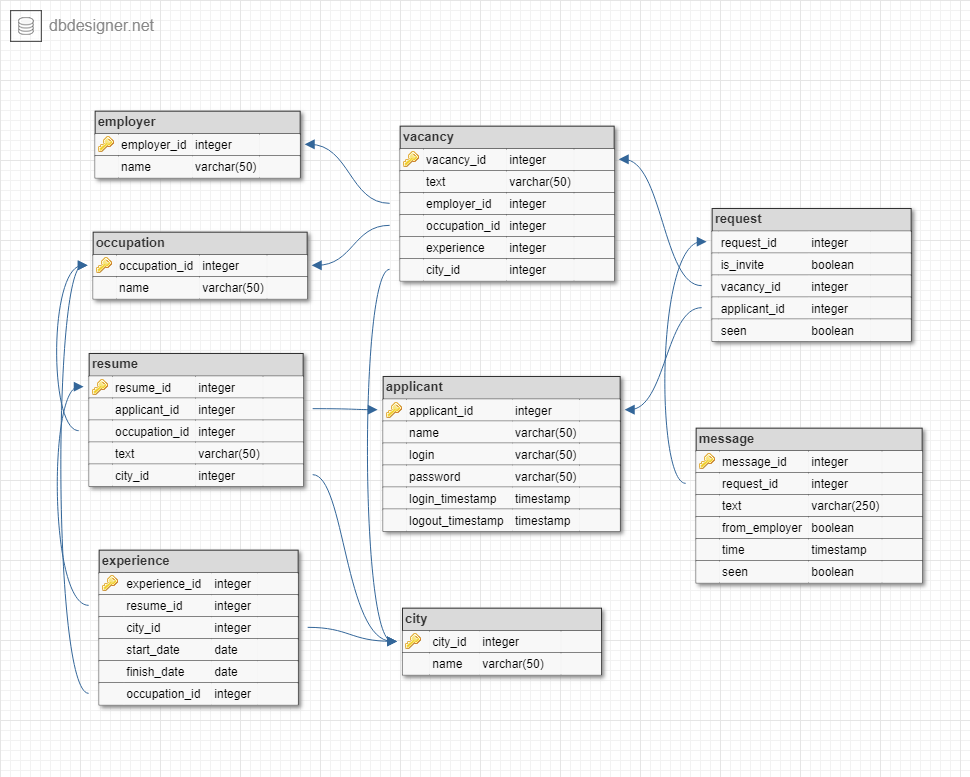 dbdesigner.net
employer
employer_id integer
name varchar(50)
vacancy
vacancy_id integer
text varchar(50)
employer_id integer
occupation_id integer
experience integer
city_id integer
request
request_id integer
is_invite boolean
vacancy_id integer
applicant_id integer
seen boolean
occupation
occupation_id integer
name varchar(50)
resume
resume_id integer
applicant_id integer
occupation_id integer
text varchar(50)
city_id integer
applicant
applicant_id integer
name varchar(50)
login varchar(50)
password varchar(50)
login_timestamp timestamp
logout_timestamp timestamp
message
message_id integer
request_id integer
text varchar(250)
from_employer boolean
time timestamp
seen boolean
experience
experience_id integer
resume_id integer
city_id integer
start_date date
finish_date date
occupation_id integer
city
city_id integer
name varchar(50)